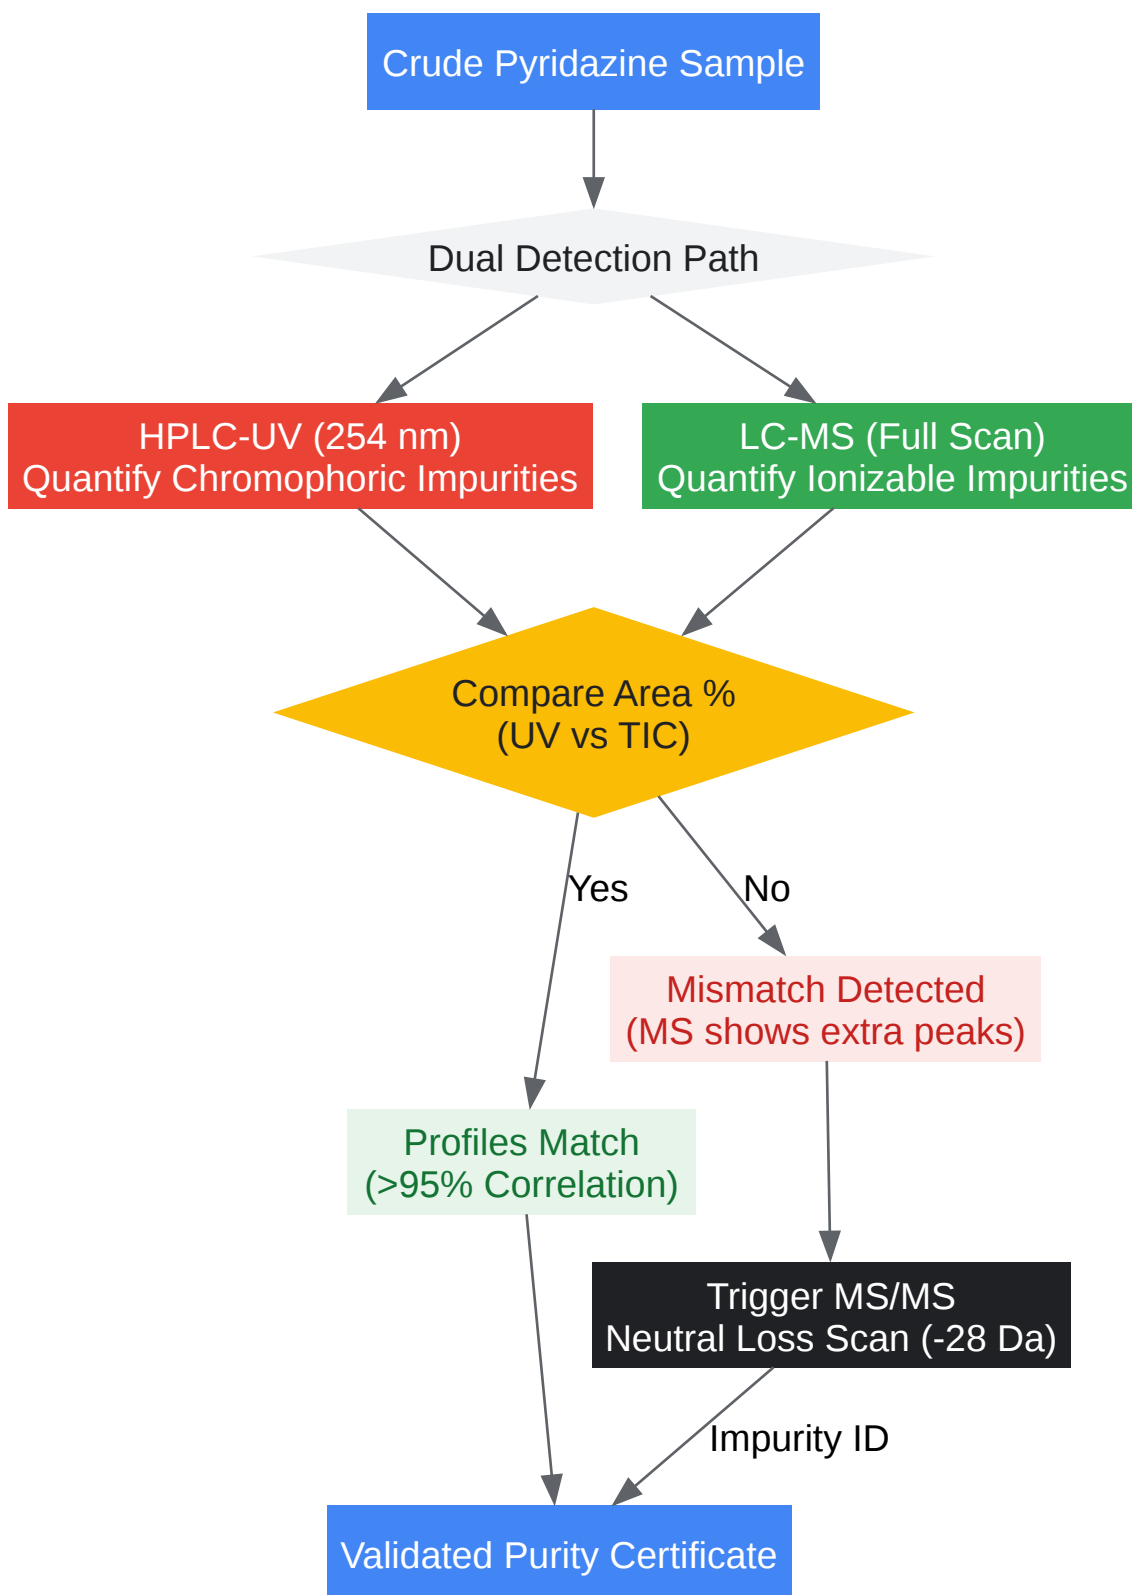 Crude Pyridazine Sample
Dual Detection Path
HPLC-UV (254 nm)
Quantify Chromophoric Impurities
LC-MS (Full Scan)
Quantify Ionizable Impurities
Compare Area %
(UV vs TIC)
Yes
No
Mismatch Detected
(MS shows extra peaks)
Profiles Match
(>95% Correlation)
Trigger MS/MS
Neutral Loss Scan (-28 Da)
Impurity ID
Validated Purity Certificate